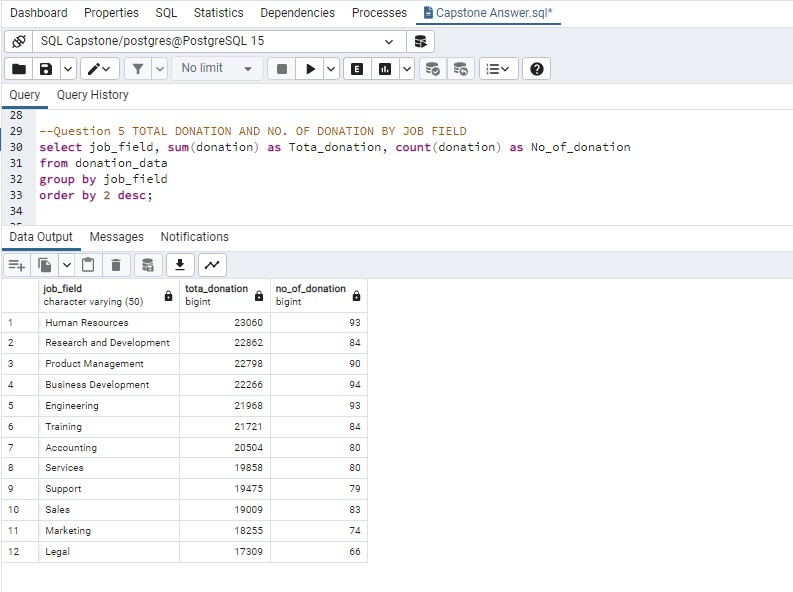 Dashboard Properties SQL Statistics Dependencies Processes Capstone Answer.sql*
SQL Capstone/postgres@PostgreSQL 15
No limit E ?
Query Query History
28
29 --Question 5 TOTAL DONATION AND NO. OF DONATION BY JOB FIELD
30 select job_field, sum(donation) as Tota_donation, count(donation) as No_of_donation
31 from donation_data
32 group by job_field
33 order by 2 desc;
34
Data Output Messages Notifications
job_field tota_donation no_of_donation
character varying (50) bigint bigint
1 Human Resources 23060 93
2 Research and Development 22862 84
3 Product Management 22798 90
4 Business Development 22266 94
5 Engineering 21968 93
6 Training 21721 84
7 Accounting 20504 80
8 Services 19858 80
9 Support 19475 79
10 Sales 19009 83
11 Marketing 18255 74
12 Legal 17309 66